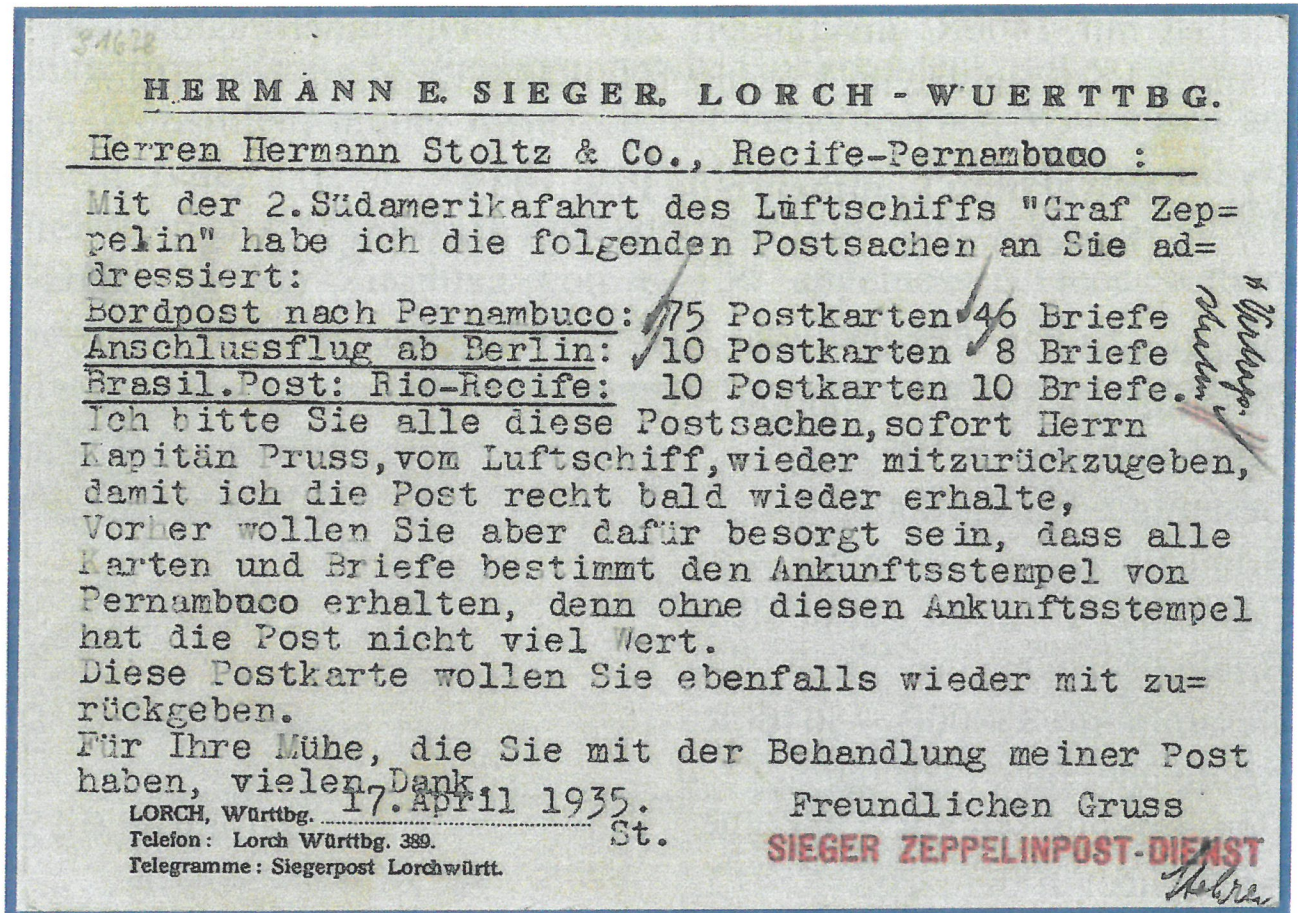 91628
HERMANN E. SIEGER, LORCH - WUERTTBG.
Herren Hermann Stoltz & Co., Recife-Pernambuco :
Mit der 2.Südamerikafahrt des Luftschiffs "Graf Zep=
pelin" habe ich die folgenden Postsachen an Sie ad=
dressiert:
Bordpost nach Pernambuco: 75 Postkarten 46 Briefe
Anschlussflug ab Berlin: 10 Postkarten 8 Briefe
Brasil.Post: Rio-Recife: 10 Postkarten 10 Briefe.
Ich bitte Sie alle diese Postsachen,sofort Herrn
Kapitän Pruss,vom Luftschiff,wieder mitzurückzugeben,
damit ich die Post recht bald wieder erhalte,
Vorher wollen Sie aber dafür besorgt sein, dass alle
Karten und Briefe bestimmt den Ankunftsstempel von
Pernambuco erhalten, denn ohne diesen Ankunftsstempel
hat die Post nicht viel Wert.
Diese Postkarte wollen Sie ebenfalls wieder mit zu=
rückgeben.
Für Ihre Mühe, die Sie mit der Behandlung meiner Post
haben, vielen Dank.
LORCH, Württbg. 17.April 1935.
St.
Telefon: Lorch Württbg. 389.
Telegramme: Siegerpost Lorchwürtt.
Freundlichen Gruss
SIEGER ZEPPELINPOST-DIENST